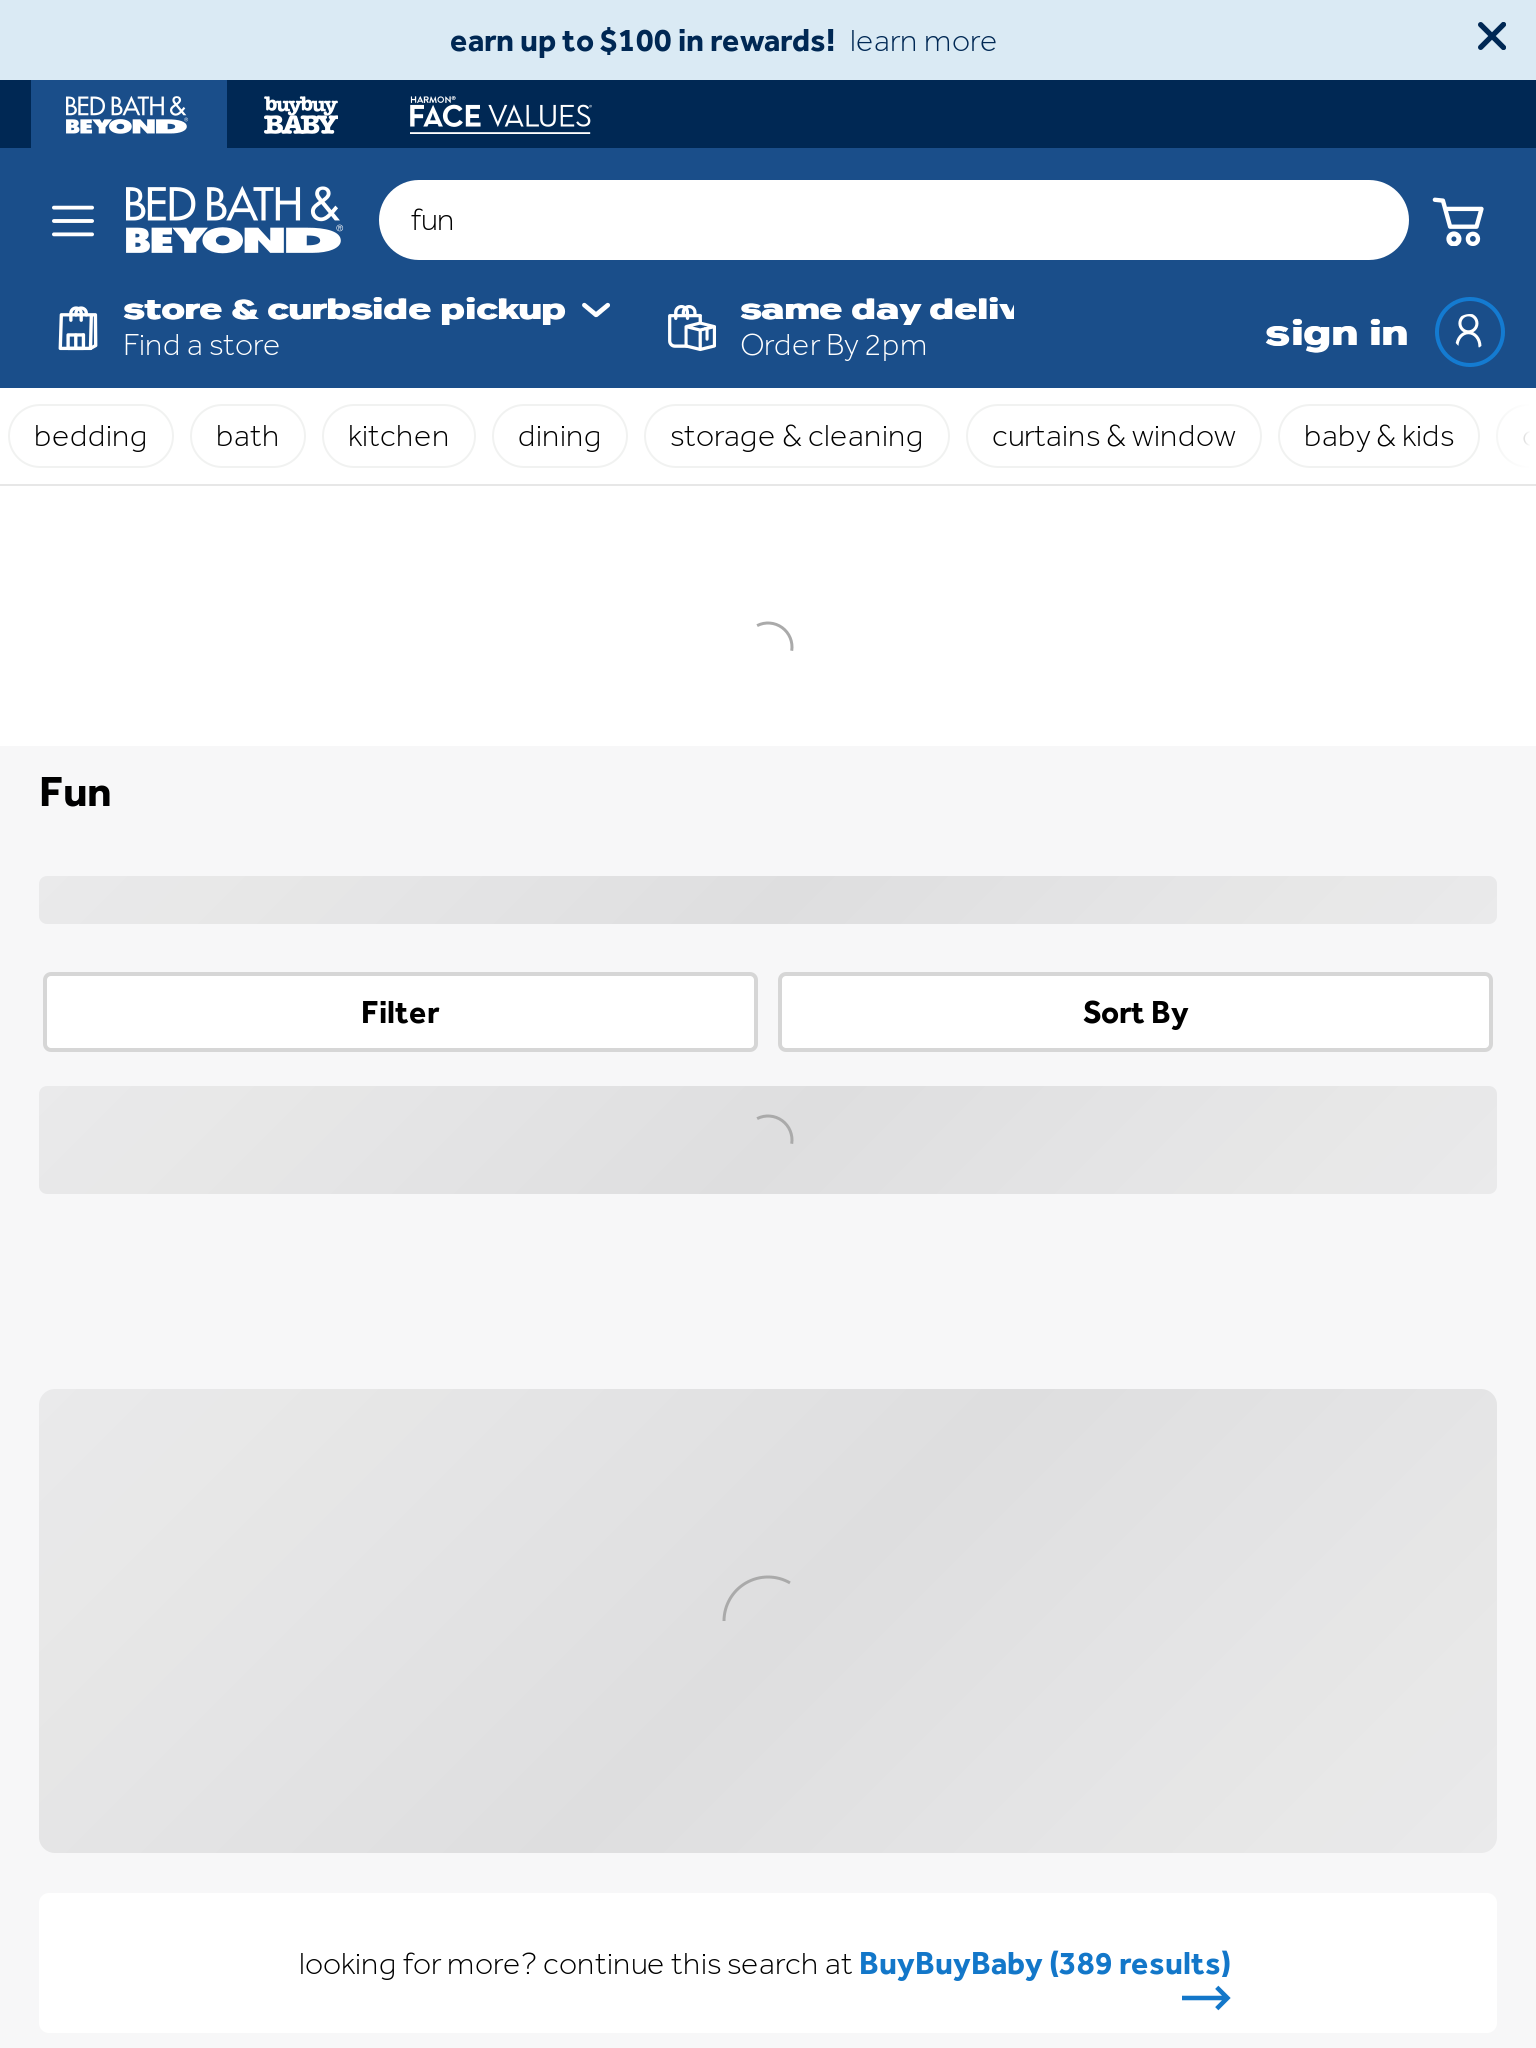 earn up to $100 in rewards! learn more
BED BATH &
BEYOND
buybuy
BABY
HARMON®
FACE VALUES
BED BATH &
BEYOND®
fun
store & curbside pickup
Find a store
same day deliv
Order By 2pm
sign in
bedding
bath
kitchen
dining
storage & cleaning
curtains & window
baby & kids
Fun
Filter
Sort By
looking for more? continue this search at BuyBuyBaby (389 results)